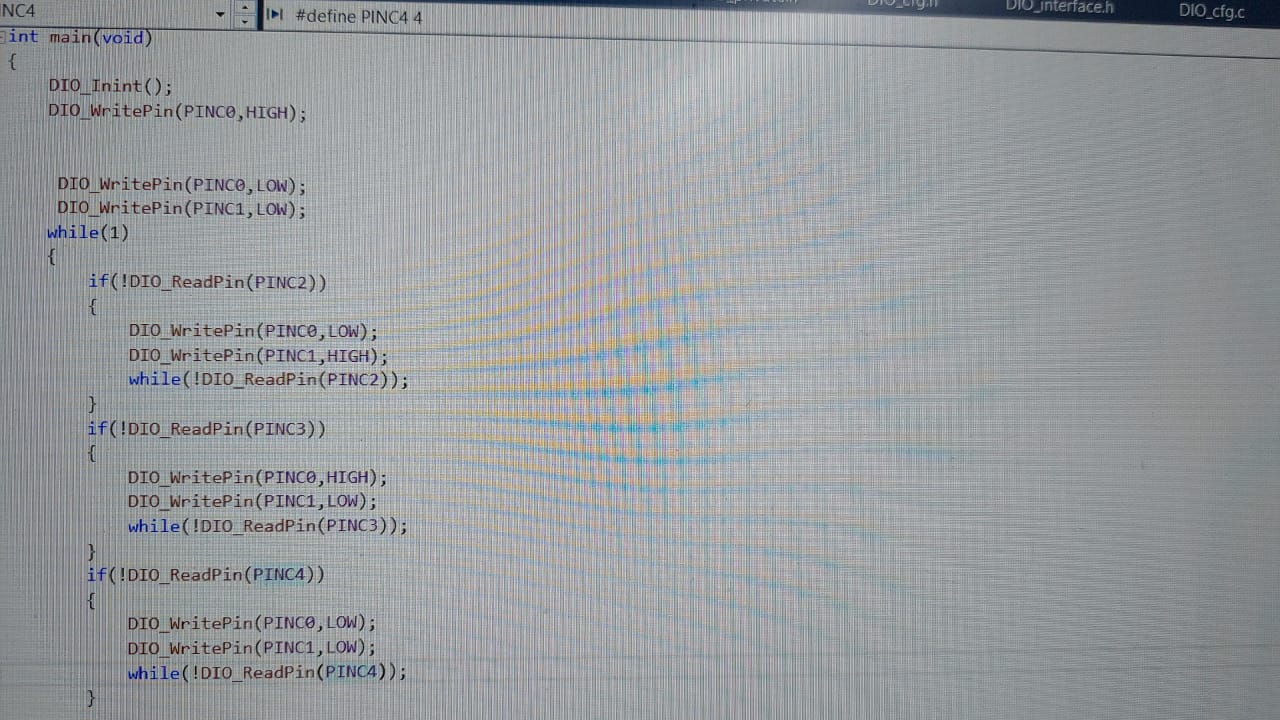 NC4
#define PINC4 4
DIO_cfg.h
DIO_interface.h
DIO_cfg.c
int main(void)
{
DIO_Inint();
DIO_WritePin(PINC0,HIGH);
DIO_WritePin(PINC0,LOW);
DIO_WritePin(PINC1,LOW);
while(1)
{
if(!DIO_ReadPin(PINC2))
{
DIO_WritePin(PINC0,LOW);
DIO_WritePin(PINC1,HIGH);
while(!DIO_ReadPin(PINC2));
}
if(!DIO_ReadPin(PINC3))
{
DIO_WritePin(PINC0,HIGH);
DIO_WritePin(PINC1,LOW);
while(!DIO_ReadPin(PINC3));
}
if(!DIO_ReadPin(PINC4))
{
DIO_WritePin(PINC0,LOW);
DIO_WritePin(PINC1,LOW);
while(!DIO_ReadPin(PINC4));
}